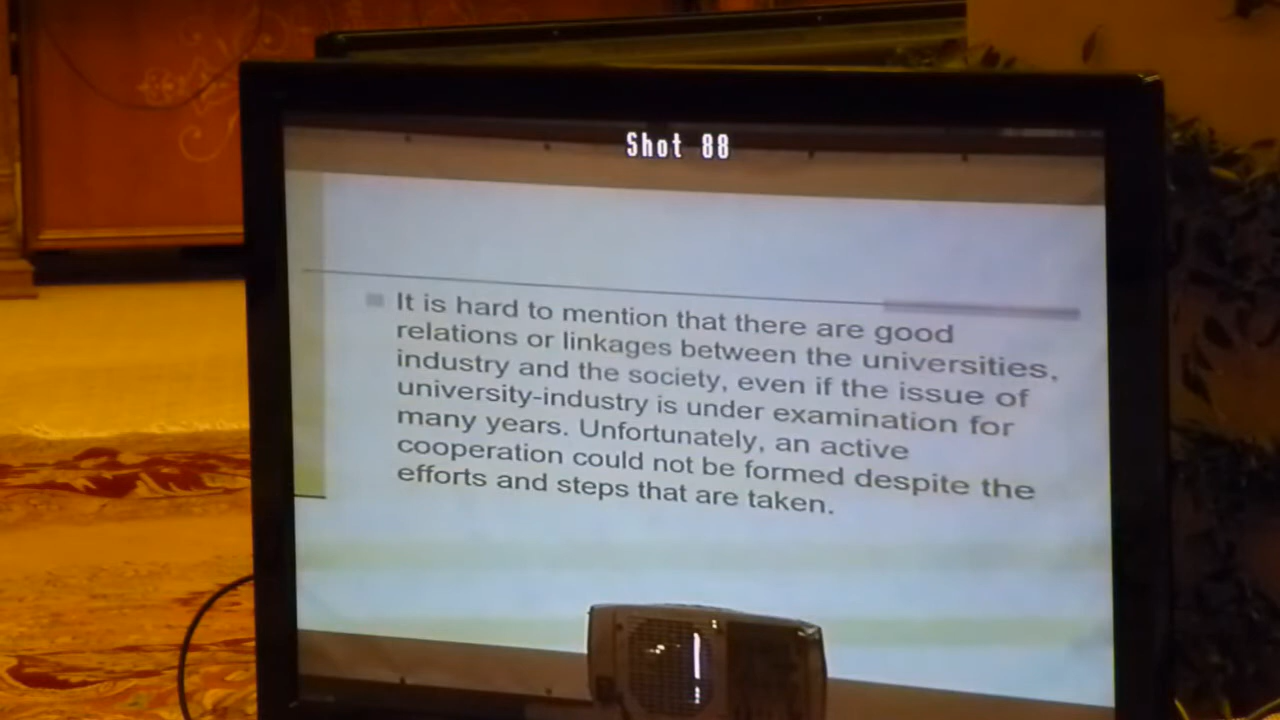 Shot 88
It is hard to mention that there are good
relations or linkages between the universities,
industry and the society, even if the issue of
university-industry is under examination for
many years. Unfortunately, an active
cooperation could not be formed despite the
efforts and steps that are taken.